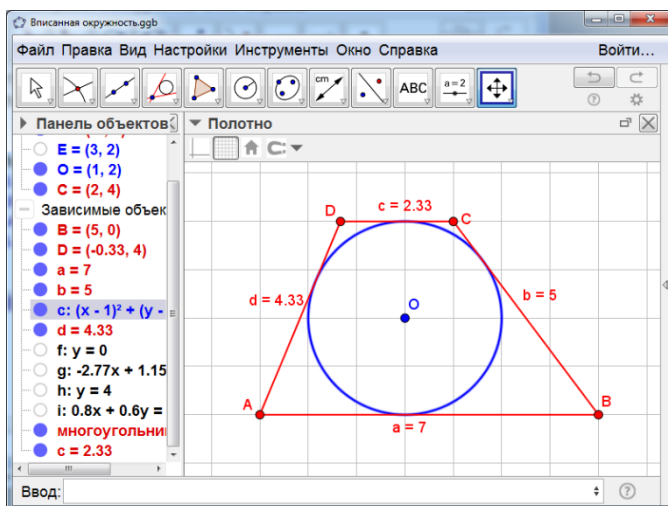 Вписанная окружность.ggb
Файл Правка Вид Настройки Инструменты Окно Справка Войти...
cm ABC a=2
Панель объектов
Полотно
E = (3, 2)
O = (1, 2)
C = (2, 4)
Зависимые объек
B = (5, 0)
D = (-0.33, 4)
a = 7
b = 5
c: (x - 1)² + (y -
d = 4.33
f: y = 0
g: -2.77x + 1.15
h: y = 4
i: 0.8x + 0.6y =
многоугольни
c = 2.33
D c = 2.33 C
d = 4.33 O b = 5
A B
a = 7
Ввод: